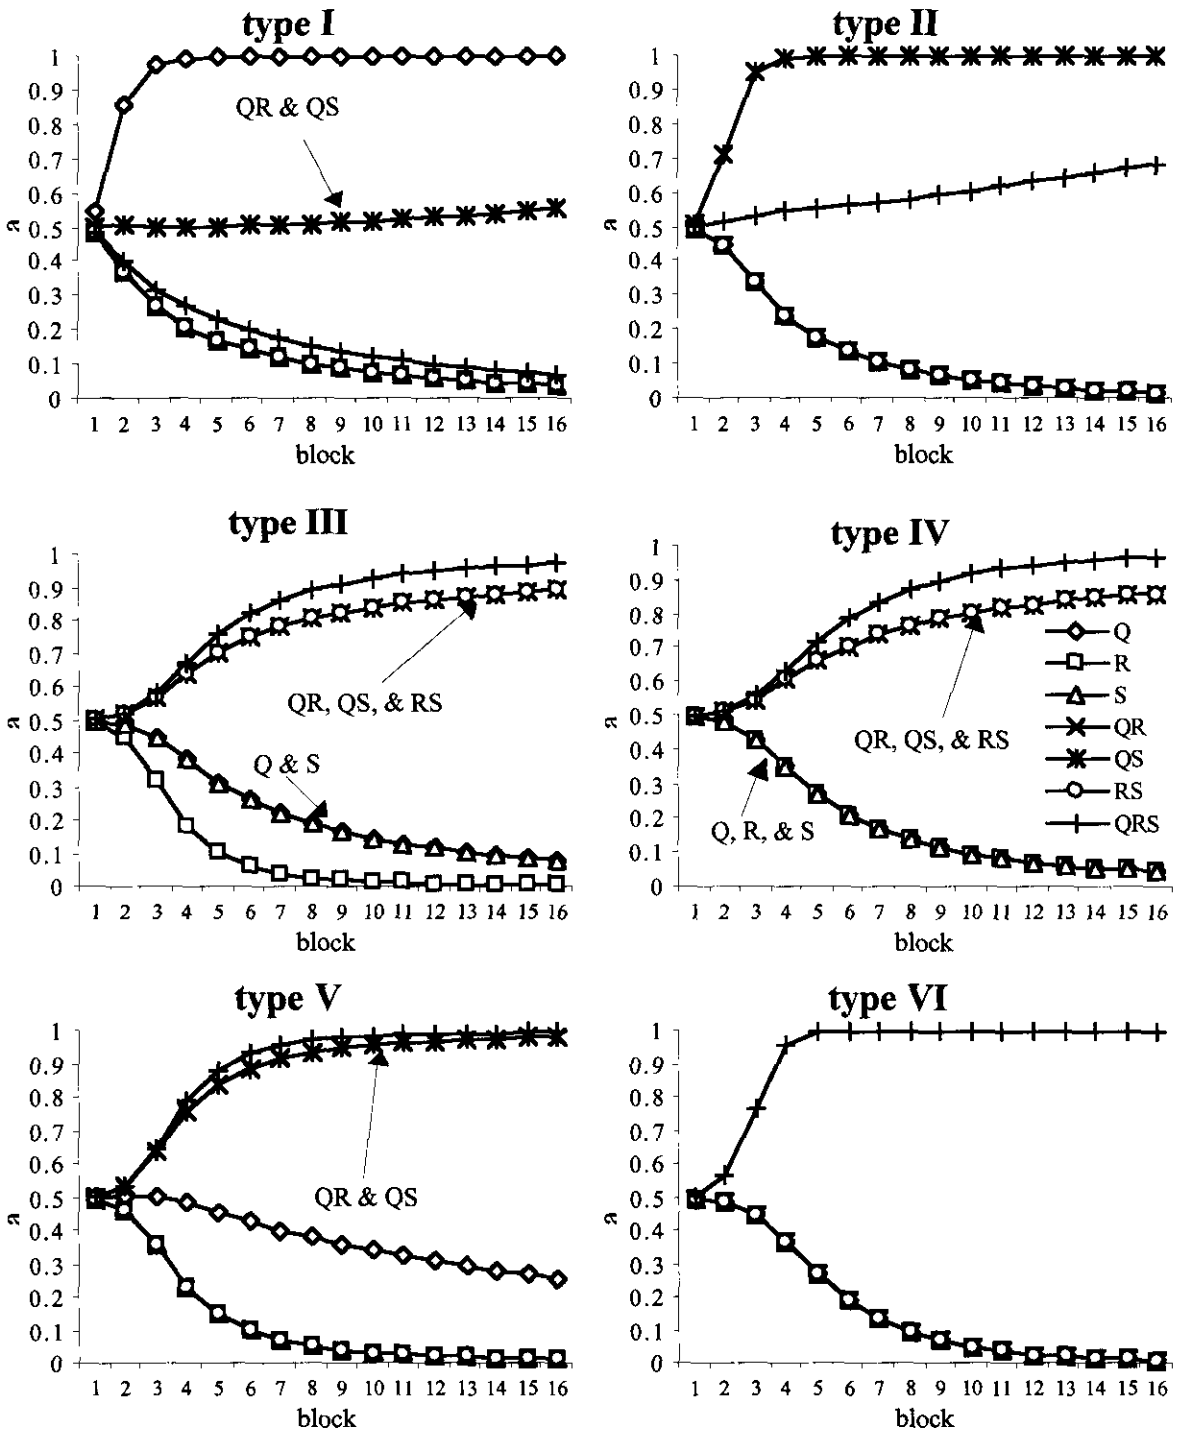 type I
type II
1
0.9
0.8
0.7
0.6
0.5
0.4
0.3
0.2
0.1
0
a
QR & QS
1 2 3 4 5 6 7 8 9 10 11 12 13 14 15 16
block
1
0.9
0.8
0.7
0.6
0.5
0.4
0.3
0.2
0.1
0
a
1 2 3 4 5 6 7 8 9 10 11 12 13 14 15 16
block
type III
type IV
1
0.9
0.8
0.7
0.6
0.5
0.4
0.3
0.2
0.1
0
a
QR, QS, & RS
Q & S
1 2 3 4 5 6 7 8 9 10 11 12 13 14 15 16
block
1
0.9
0.8
0.7
0.6
0.5
0.4
0.3
0.2
0.1
0
a
QR, QS, & RS
Q, R, & S
Q
R
S
QR
QS
RS
QRS
1 2 3 4 5 6 7 8 9 10 11 12 13 14 15 16
block
type V
type VI
1
0.9
0.8
0.7
0.6
0.5
0.4
0.3
0.2
0.1
0
a
QR & QS
1 2 3 4 5 6 7 8 9 10 11 12 13 14 15 16
block
1
0.9
0.8
0.7
0.6
0.5
0.4
0.3
0.2
0.1
0
a
1 2 3 4 5 6 7 8 9 10 11 12 13 14 15 16
block